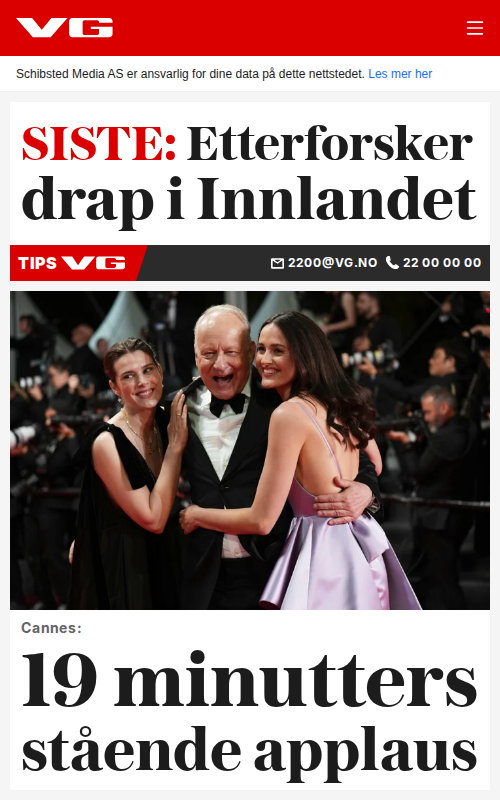 VG
Schibsted Media AS er ansvarlig for dine data på dette nettstedet. Les mer her
SISTE: Etterforsker
drap i Innlandet
TIPS VG 2200@VG.NO 22 00 00 00
Cannes:
19 minutters
stående applaus